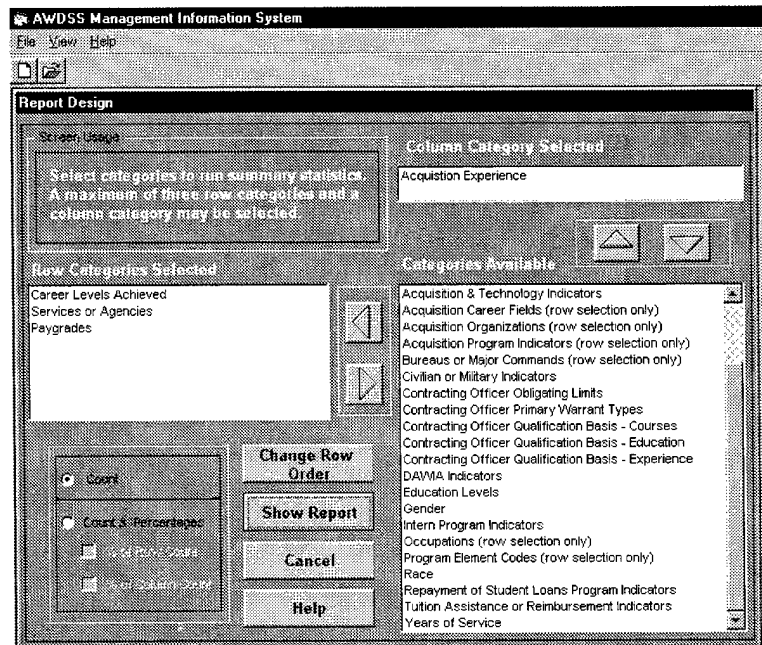 AWDSS Management Information System
File View Help
Report Design
Screen Usage
Select categories to run summary statistics.
A maximum of three row categories and a
column category may be selected.
Column Category Selected
Acquistion Experience
Row Categories Selected
Career Levels Achieved
Services or Agencies
Paygrades
Categories Available
Acquisition & Technology Indicators
Acquisition Career Fields (row selection only)
Acquisition Organizations (row selection only)
Acquisition Program Indicators (row selection only)
Bureaus or Major Commands (row selection only)
Civilian or Military Indicators
Contracting Officer Obligating Limits
Contracting Officer Primary Warrant Types
Contracting Officer Qualification Basis - Courses
Contracting Officer Qualification Basis - Education
Contracting Officer Qualification Basis - Experience
DAWIA Indicators
Education Levels
Gender
Intern Program Indicators
Occupations (row selection only)
Program Element Codes (row selection only)
Race
Repayment of Student Loans Program Indicators
Tuition Assistance or Reimbursement Indicators
Years of Service
Count
Count & Percentages
Change Row
Order
Show Report
Cancel
Help